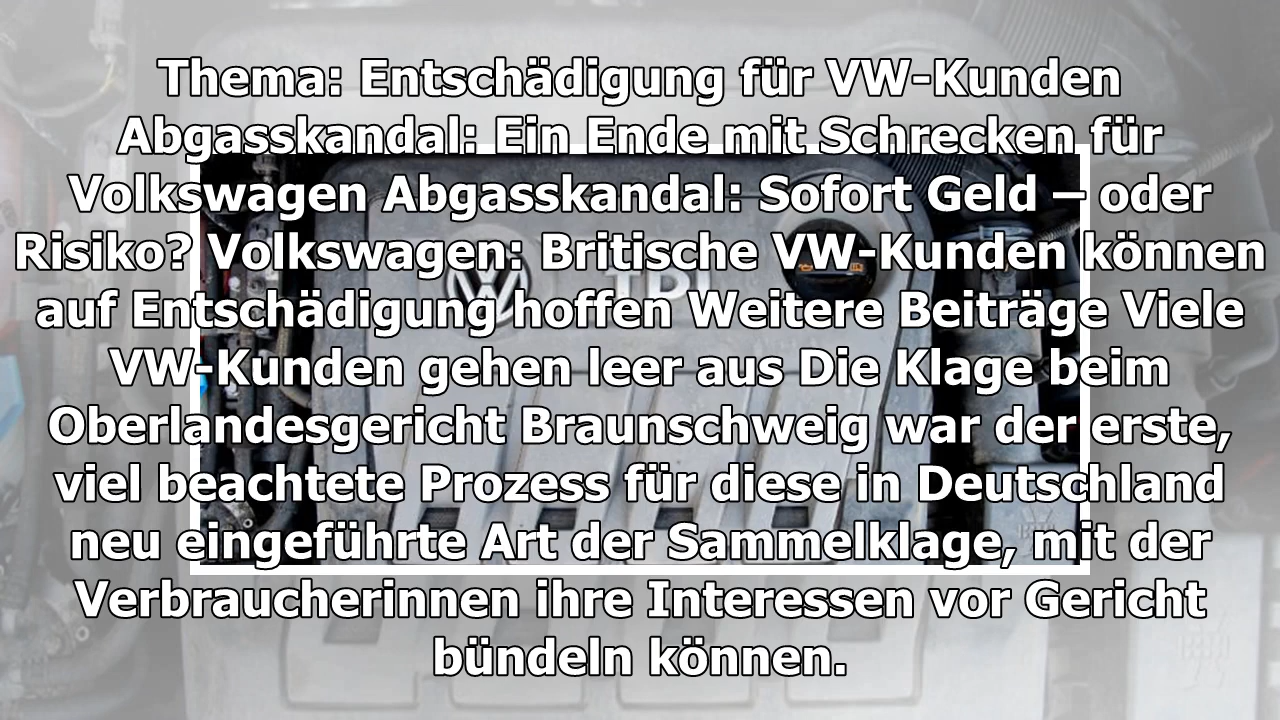 Thema: Entschädigung für VW-Kunden
Abgasskandal: Ein Ende mit Schrecken für
Volkswagen Abgasskandal: Sofort Geld – oder
Risiko? Volkswagen: Britische VW-Kunden können
auf Entschädigung hoffen Weitere Beiträge Viele
VW-Kunden gehen leer aus Die Klage beim
Oberlandesgericht Braunschweig war der erste,
viel beachtete Prozess für diese in Deutschland
neu eingeführte Art der Sammelklage, mit der
Verbraucherinnen ihre Interessen vor Gericht
bündeln können.
TDI